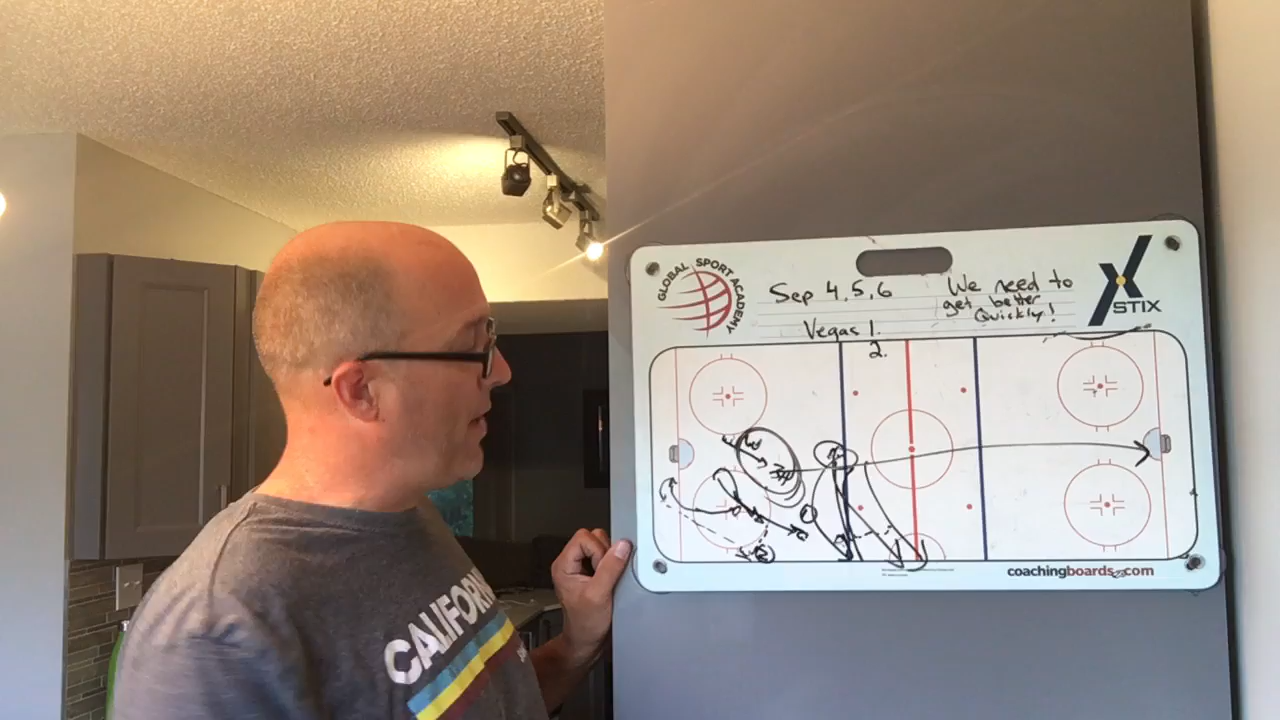 GLOBAL SPORT ACADEMY
Sep 4,5,6
We need to
get better
Quickly!
Vegas 1.
2.
X
STIX
coachingboards.com
CALIFORN